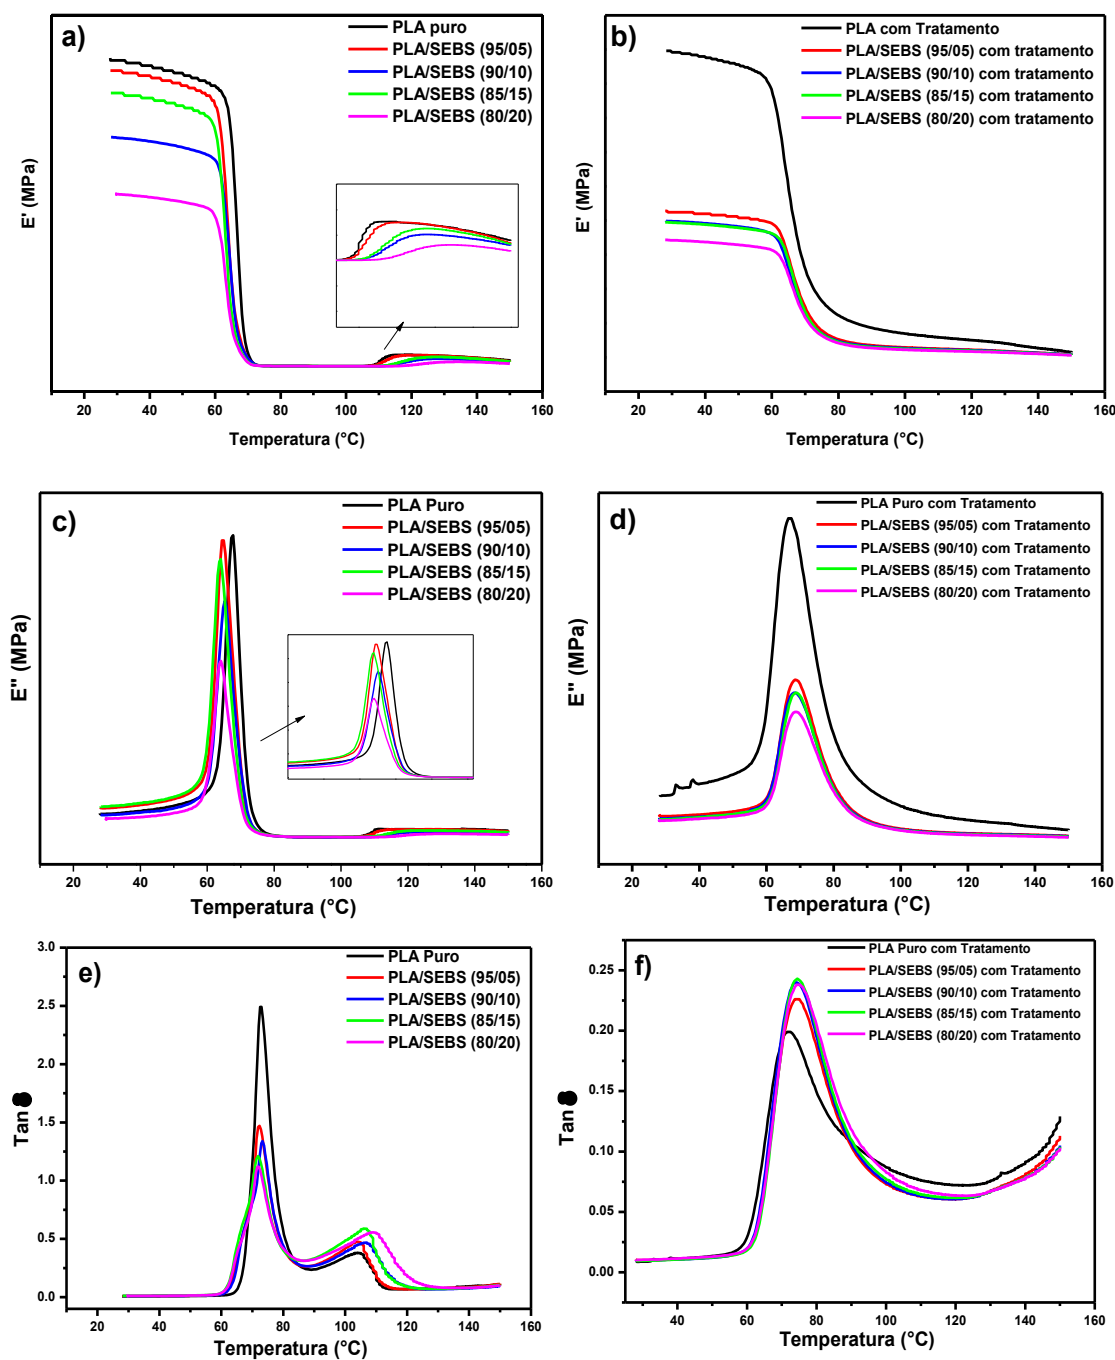 a)
PLA puro
PLA/SEBS (95/05)
PLA/SEBS (90/10)
PLA/SEBS (85/15)
PLA/SEBS (80/20)
E' (MPa)
20 40 60 80 100 120 140 160
Temperatura (°C)
b)
PLA com Tratamento
PLA/SEBS (95/05) com tratamento
PLA/SEBS (90/10) com tratamento
PLA/SEBS (85/15) com tratamento
PLA/SEBS (80/20) com tratamento
E' (MPa)
20 40 60 80 100 120 140 160
Temperatura (°C)
c)
PLA Puro
PLA/SEBS (95/05)
PLA/SEBS (90/10)
PLA/SEBS (85/15)
PLA/SEBS (80/20)
E'' (MPa)
20 40 60 80 100 120 140 160
Temperatura (°C)
d)
PLA Puro com Tratamento
PLA/SEBS (95/05) com Tratamento
PLA/SEBS (90/10) com Tratamento
PLA/SEBS (85/15) com Tratamento
PLA/SEBS (80/20) com Tratamento
E'' (MPa)
20 40 60 80 100 120 140 160
Temperatura (°C)
e)
PLA Puro
PLA/SEBS (95/05)
PLA/SEBS (90/10)
PLA/SEBS (85/15)
PLA/SEBS (80/20)
3.0
2.5
2.0
1.5
1.0
0.5
0.0
Tan
20 40 60 80 100 120 140 160
Temperatura (°C)
f)
PLA Puro com Tratamento
PLA/SEBS (95/05) com Tratamento
PLA/SEBS (90/10) com Tratamento
PLA/SEBS (85/15) com Tratamento
PLA/SEBS (80/20) com Tratamento
0.25
0.20
0.15
0.10
0.05
0.00
Tan
40 60 80 100 120 140 160
Temperatura (°C)